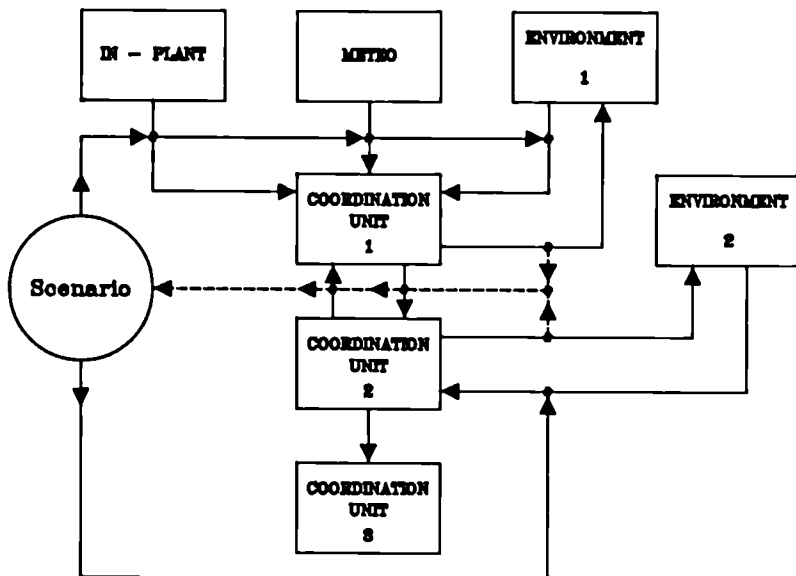 IN - PLANT
METEO
ENVIRONMENT
1
COORDINATION
UNIT
1
ENVIRONMENT
2
Scenario
COORDINATION
UNIT
2
COORDINATION
UNIT
3